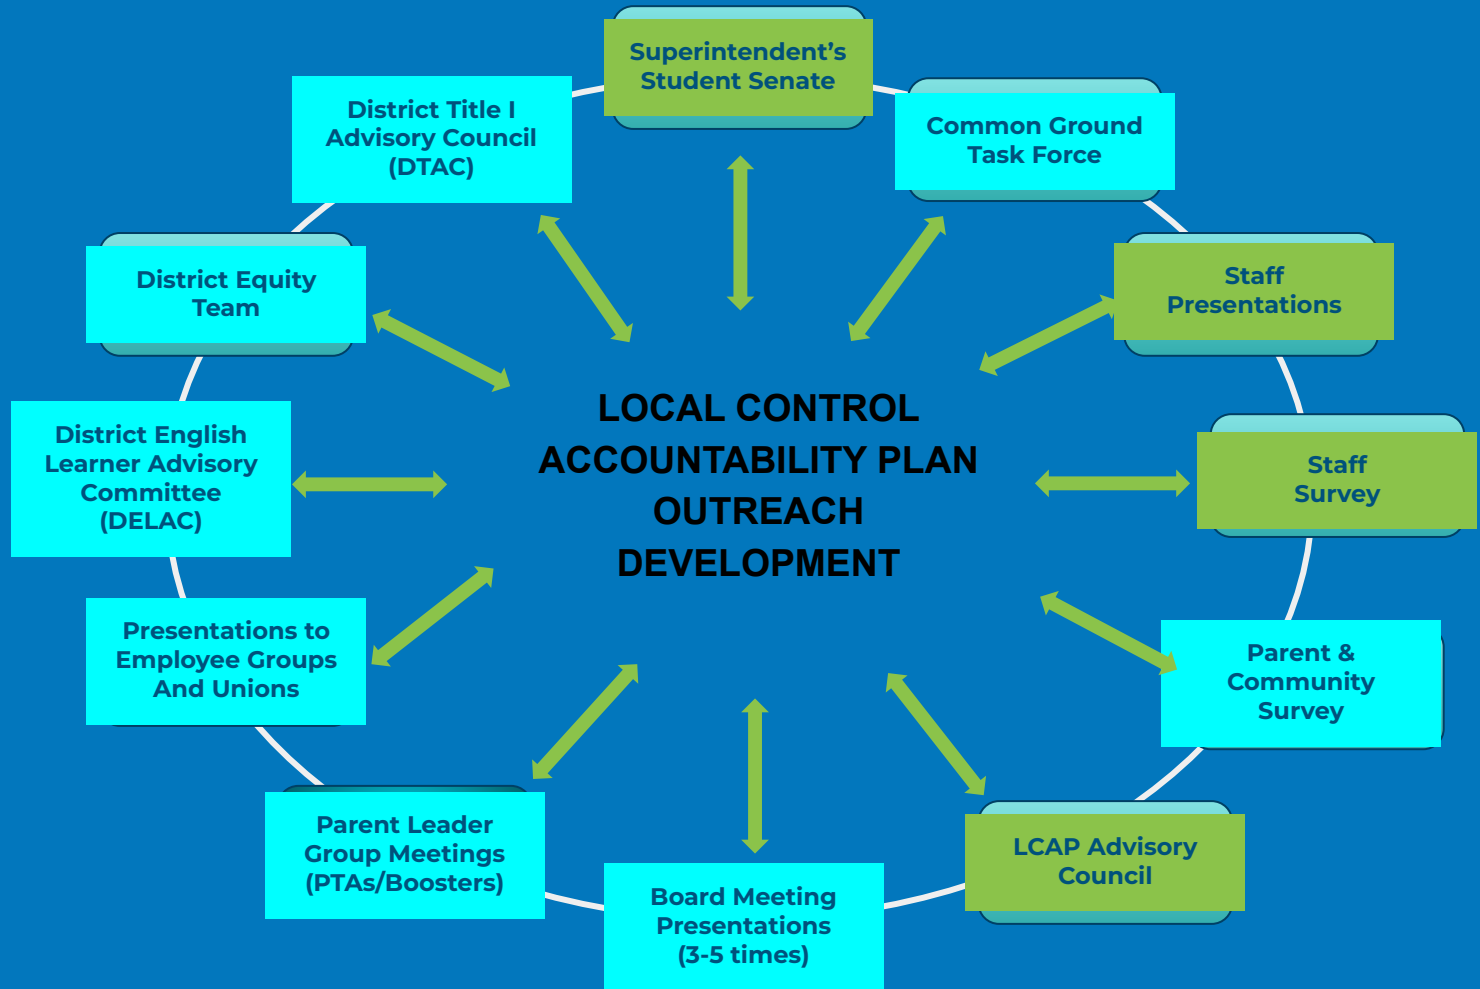 Superintendent’s
Student Senate
Common Ground
Task Force
Staff
Presentations
Staff
Survey
Parent &
Community
Survey
LCAP Advisory
Council
Board Meeting
Presentations
(3-5 times)
Parent Leader
Group Meetings
(PTAs/Boosters)
Presentations to
Employee Groups
And Unions
District English
Learner Advisory
Committee
(DELAC)
District Equity
Team
District Title I
Advisory Council
(DTAC)
LOCAL CONTROL
ACCOUNTABILITY PLAN
OUTREACH
DEVELOPMENT